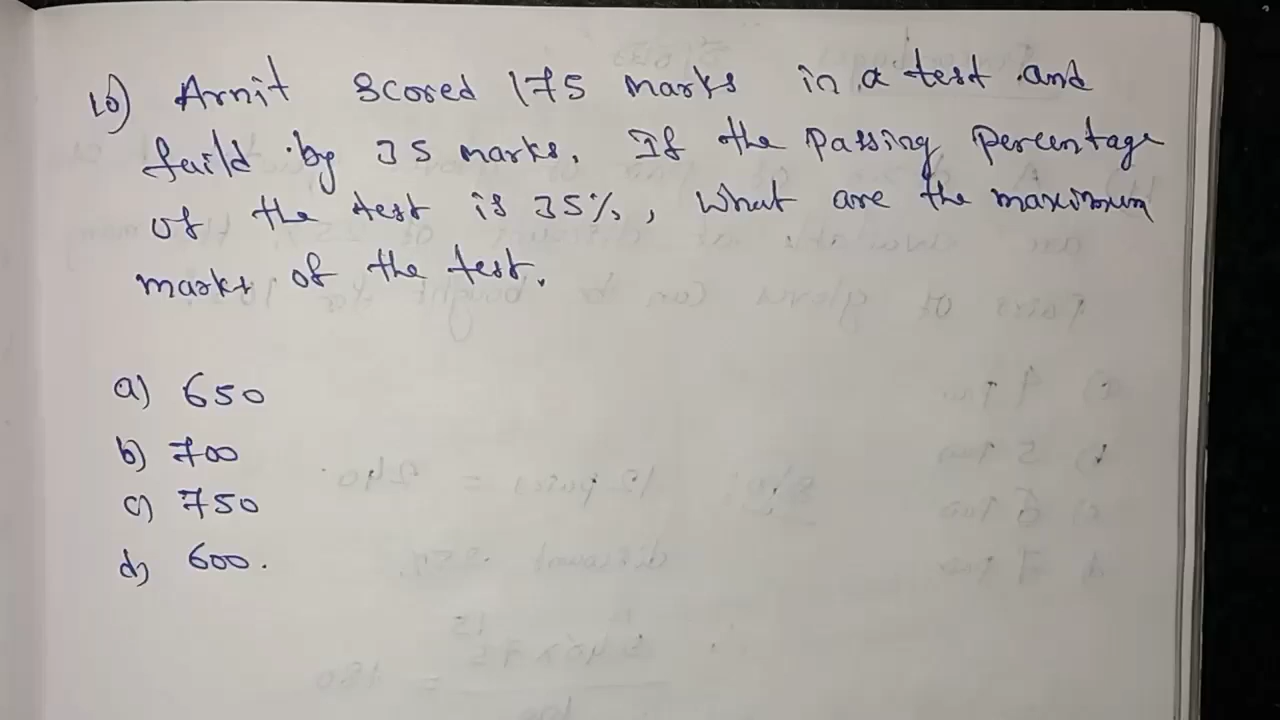 10) Arnit Scored 175 marks in a test and
faild by 35 marks. If the passing percentage
of the test is 35%, What are the maximum
marks of the test.
a) 650
b) 700
c) 750
d) 600.